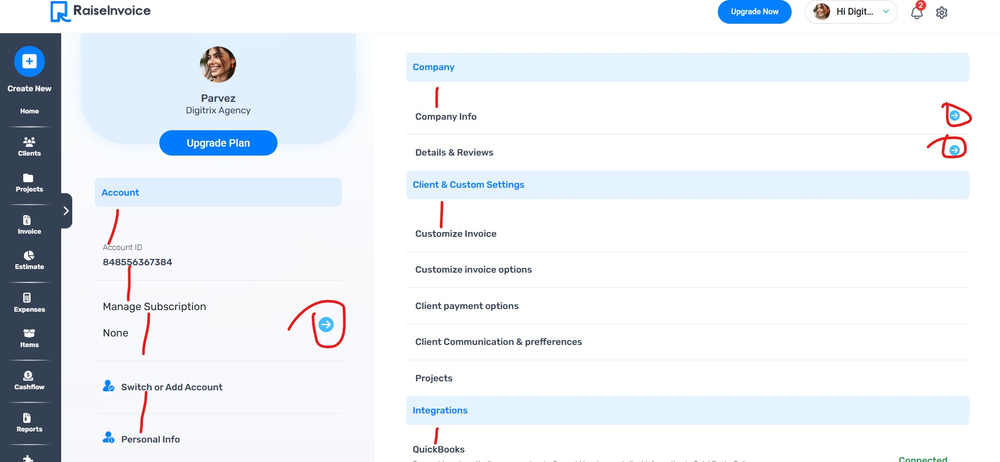 RaiseInvoice
Upgrade Now
Hi Digit...
2
Create New
Home
Clients
Projects
Invoice
Estimate
Expenses
Items
Cashflow
Reports
Parvez
Digitrix Agency
Upgrade Plan
Account
Account ID
848556367384
Manage Subscription
None
Switch or Add Account
Personal Info
Company
Company Info
Details & Reviews
Client & Custom Settings
Customize Invoice
Customize invoice options
Client payment options
Client Communication & prefferences
Projects
Integrations
QuickBooks
Connected